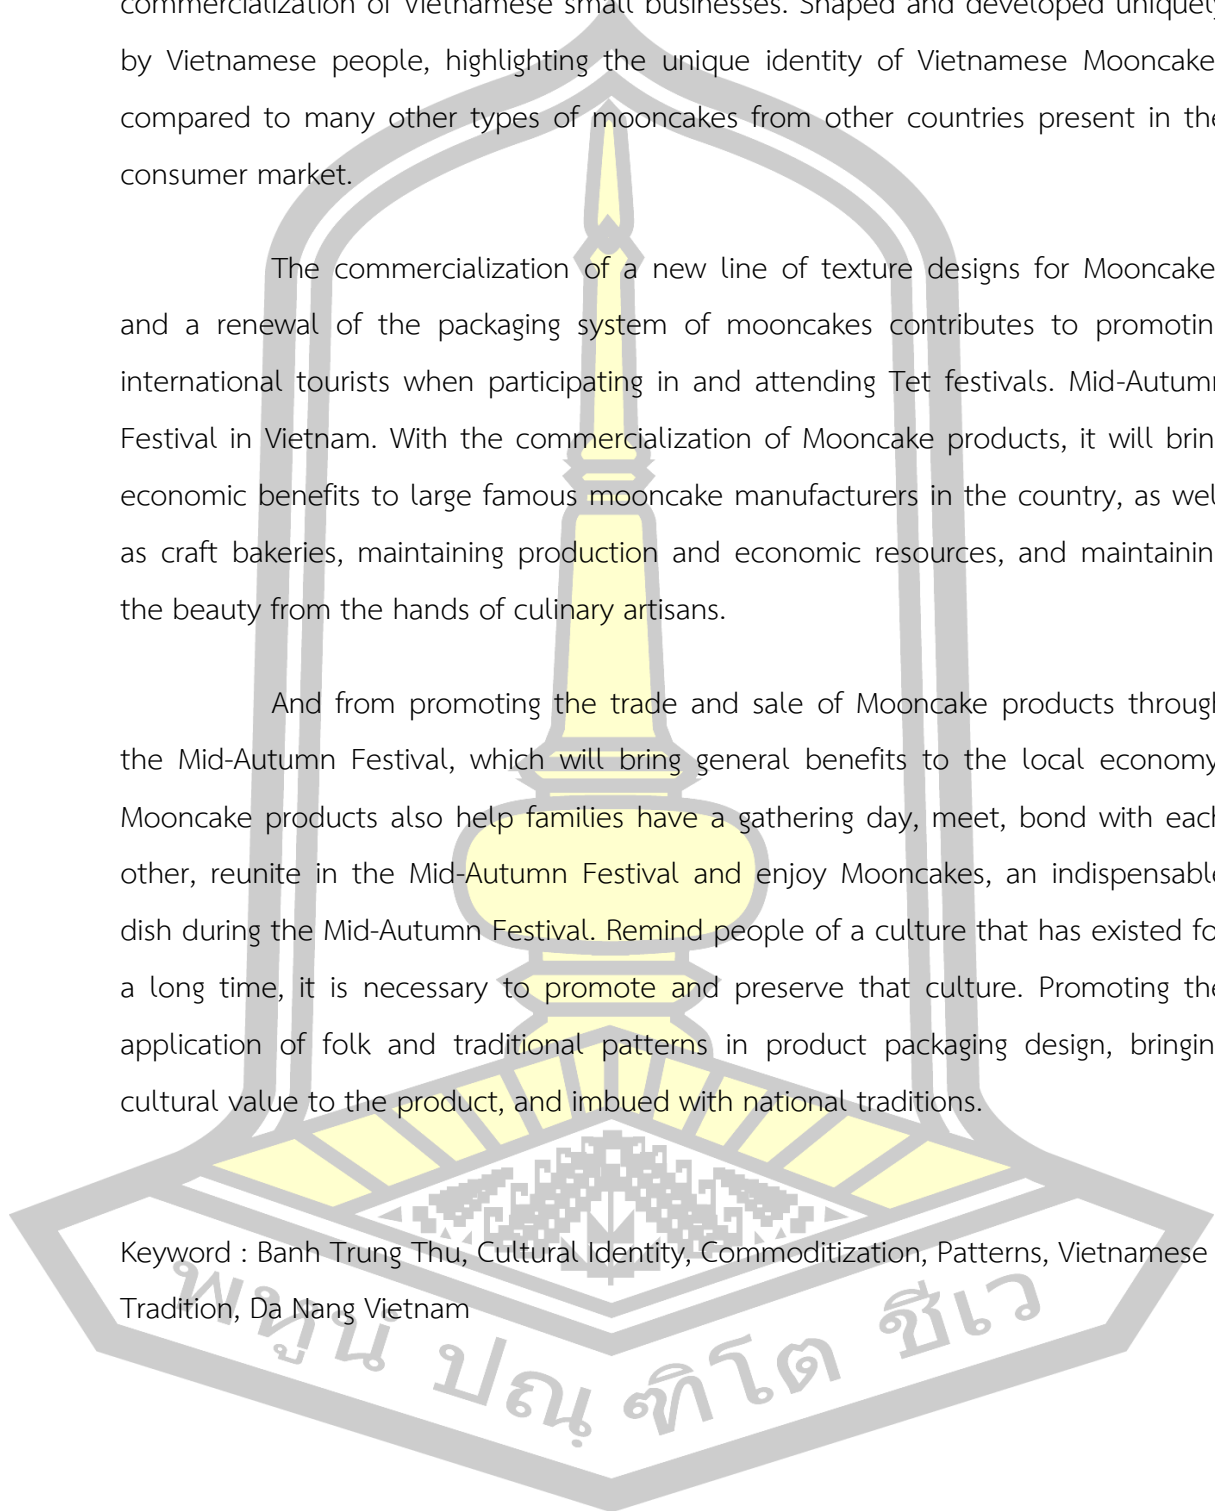 commercialization of Vietnamese small businesses. Shaped and developed uniquely
by Vietnamese people, highlighting the unique identity of Vietnamese Mooncake
compared to many other types of mooncakes from other countries present in the
consumer market.
The commercialization of a new line of texture designs for Mooncake
and a renewal of the packaging system of mooncakes contributes to promotin
international tourists when participating in and attending Tet festivals. Mid-Autumn
Festival in Vietnam. With the commercialization of Mooncake products, it will brin
economic benefits to large famous mooncake manufacturers in the country, as wel
as craft bakeries, maintaining production and economic resources, and maintainin
the beauty from the hands of culinary artisans.
And from promoting the trade and sale of Mooncake products through
the Mid-Autumn Festival, which will bring general benefits to the local economy
Mooncake products also help families have a gathering day, meet, bond with each
other, reunite in the Mid-Autumn Festival and enjoy Mooncakes, an indispensable
dish during the Mid-Autumn Festival. Remind people of a culture that has existed fo
a long time, it is necessary to promote and preserve that culture. Promoting the
application of folk and traditional patterns in product packaging design, bringin
cultural value to the product, and imbued with national traditions.
Keyword : Banh Trung Thu, Cultural Identity, Commoditization, Patterns, Vietnamese
Tradition, Da Nang Vietnam
พหูนํ ปณฺฑิโต ชีเว